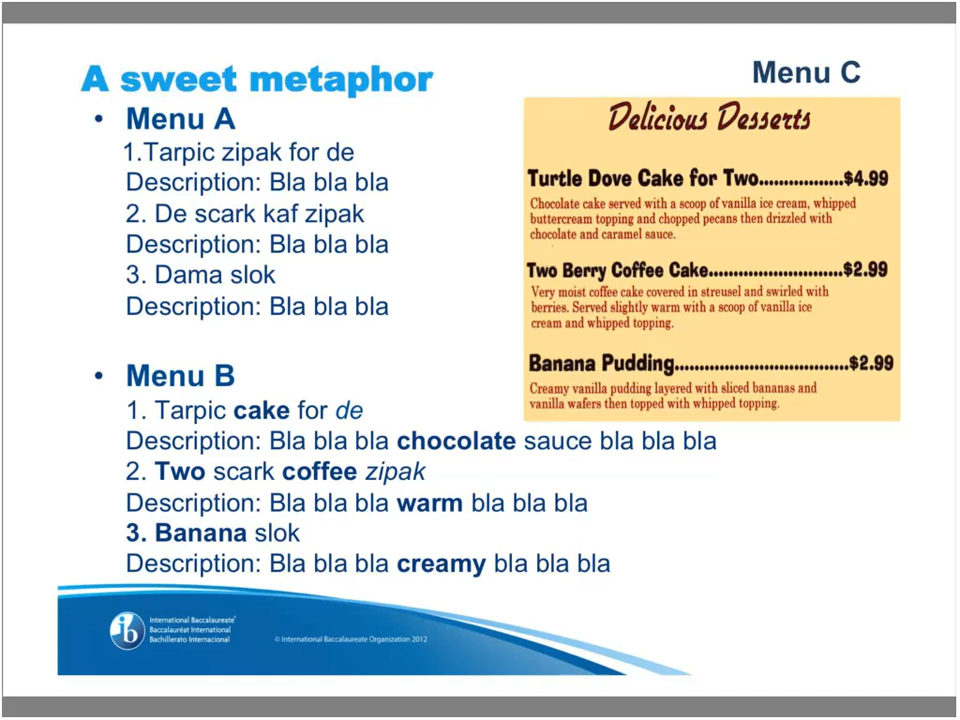 A sweet metaphor
• Menu A
1.Tarpic zipak for de
Description: Bla bla bla
2. De scark kaf zipak
Description: Bla bla bla
3. Dama slok
Description: Bla bla bla
• Menu B
1. Tarpic cake for de
Description: Bla bla bla chocolate sauce bla bla bla
2. Two scark coffee zipak
Description: Bla bla bla warm bla bla bla
3. Banana slok
Description: Bla bla bla creamy bla bla bla
Menu C
Delicious Desserts
Turtle Dove Cake for Two.................$4.99
Chocolate cake served with a scoop of vanilla ice cream, whipped
buttercream topping and chopped pecans then drizzled with
chocolate and caramel sauce.
Two Berry Coffee Cake...........................$2.99
Very moist coffee cake covered in streusel and swirled with
berries. Served slightly warm with a scoop of vanilla ice
cream and whipped topping.
Banana Pudding...................................$2.99
Creamy vanilla pudding layered with sliced bananas and
vanilla wafers then topped with whipped topping.
ib
International Baccalaureate®
Baccalauréat International
Bachillerato Internacional
© International Baccalaureate Organization 2012